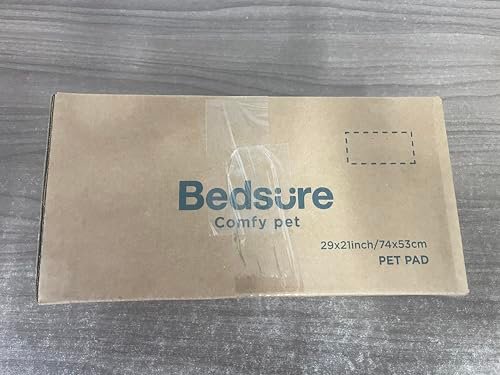 Bedsure
Comfy pet
29x21inch/74x53cm
PET PAD